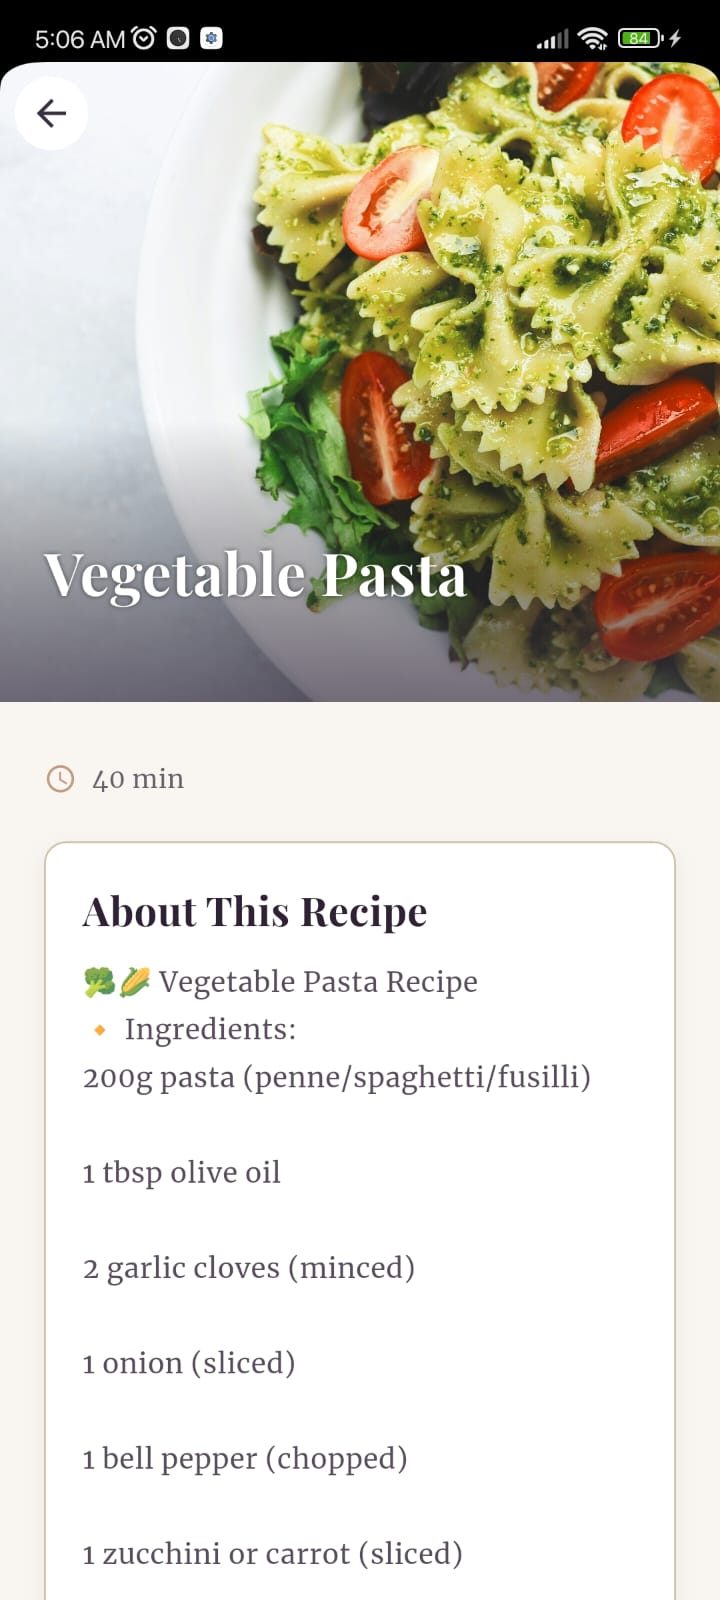 5:06 AM
84
Vegetable Pasta
40 min
About This Recipe
🥦🌽 Vegetable Pasta Recipe
🔸 Ingredients:
200g pasta (penne/spaghetti/fusilli)
1 tbsp olive oil
2 garlic cloves (minced)
1 onion (sliced)
1 bell pepper (chopped)
1 zucchini or carrot (sliced)